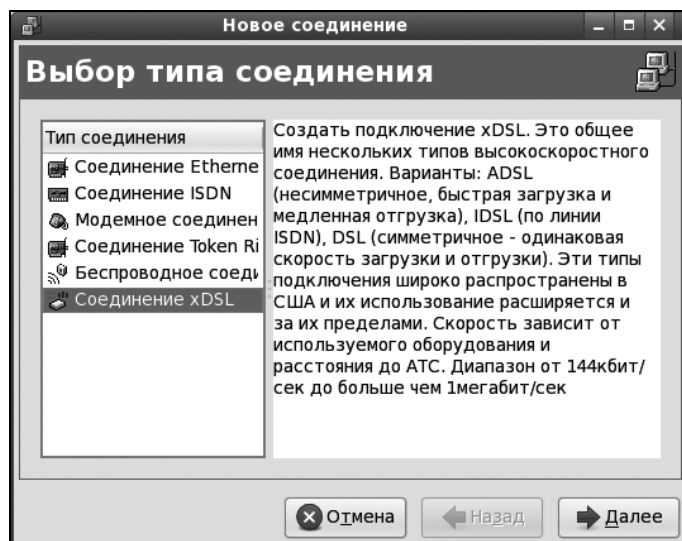 Новое соединение
Выбор типа соединения
Тип соединения
Соединение Etherne
Соединение ISDN
Модемное соединен
Соединение Token Ri
Беспроводное соеди
Соединение xDSL
Создать подключение xDSL. Это общее
имя нескольких типов высокоскоростного
соединения. Варианты: ADSL
(несимметричное, быстрая загрузка и
медленная отгрузка), IDSL (по линии
ISDN), DSL (симметричное - одинаковая
скорость загрузки и отгрузки). Эти типы
подключения широко распространены в
США и их использование расширяется и
за их пределами. Скорость зависит от
используемого оборудования и
расстояния до АТС. Диапазон от 144кбит/
сек до больше чем 1мегабит/сек
Отмена
Назад
Далее